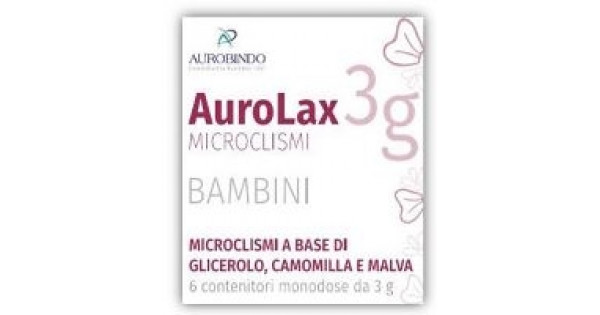 AUROBINDO
AuroLax 3g
MICROCLISMI
BAMBINI
MICROCLISMI A BASE DI
GLICEROLO, CAMOMILLA E MALVA
6 contenitori monodose da 3 g